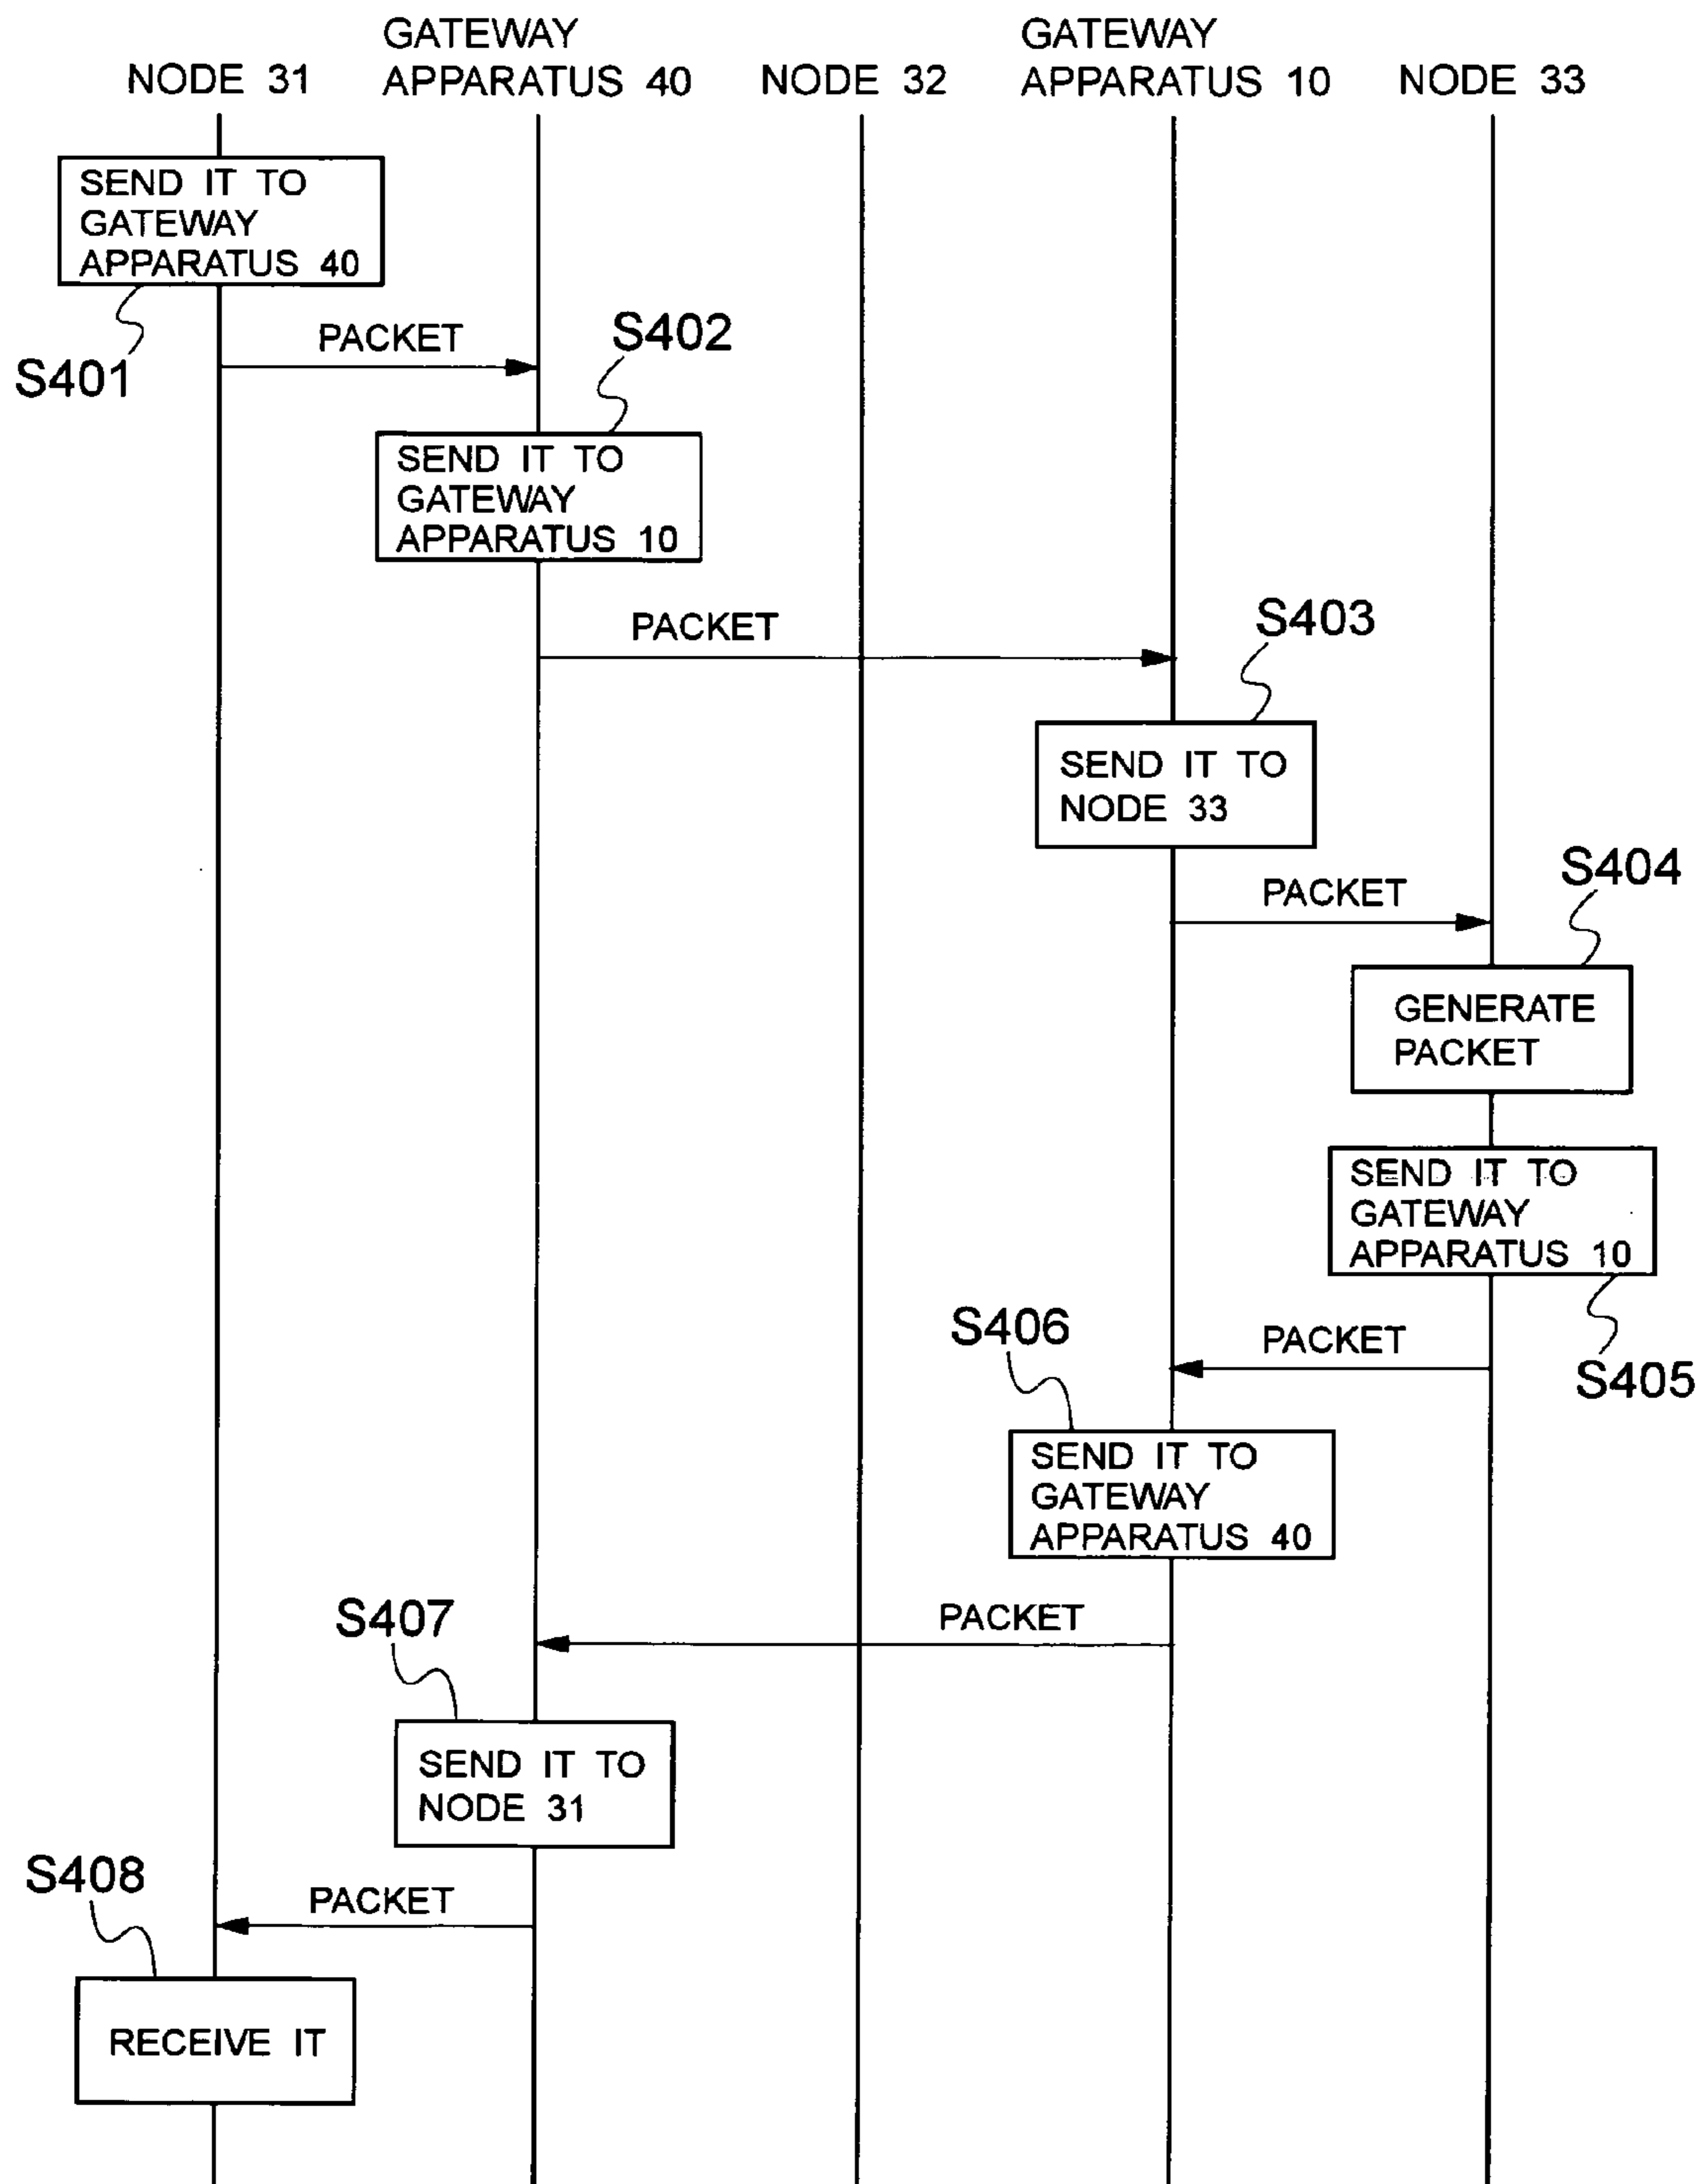 NODE 31
GATEWAY
APPARATUS 40
NODE 32
GATEWAY
APPARATUS 10
NODE 33
SEND IT TO
GATEWAY
APPARATUS 40
S401
PACKET
S402
SEND IT TO
GATEWAY
APPARATUS 10
PACKET
S403
SEND IT TO
NODE 33
PACKET
S404
GENERATE
PACKET
SEND IT TO
GATEWAY
APPARATUS 10
S405
PACKET
S406
SEND IT TO
GATEWAY
APPARATUS 40
PACKET
S407
SEND IT TO
NODE 31
PACKET
S408
RECEIVE IT